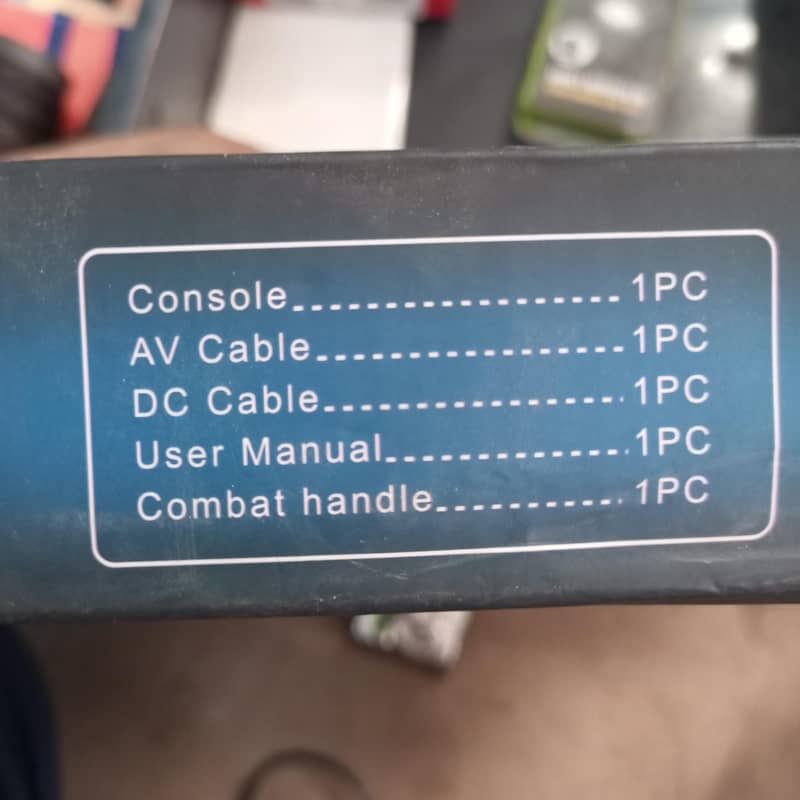 Console------------------1PC
AV Cable-----------------1PC
DC Cable-----------------1PC
User Manual--------------1PC
Combat handle-----------1PC